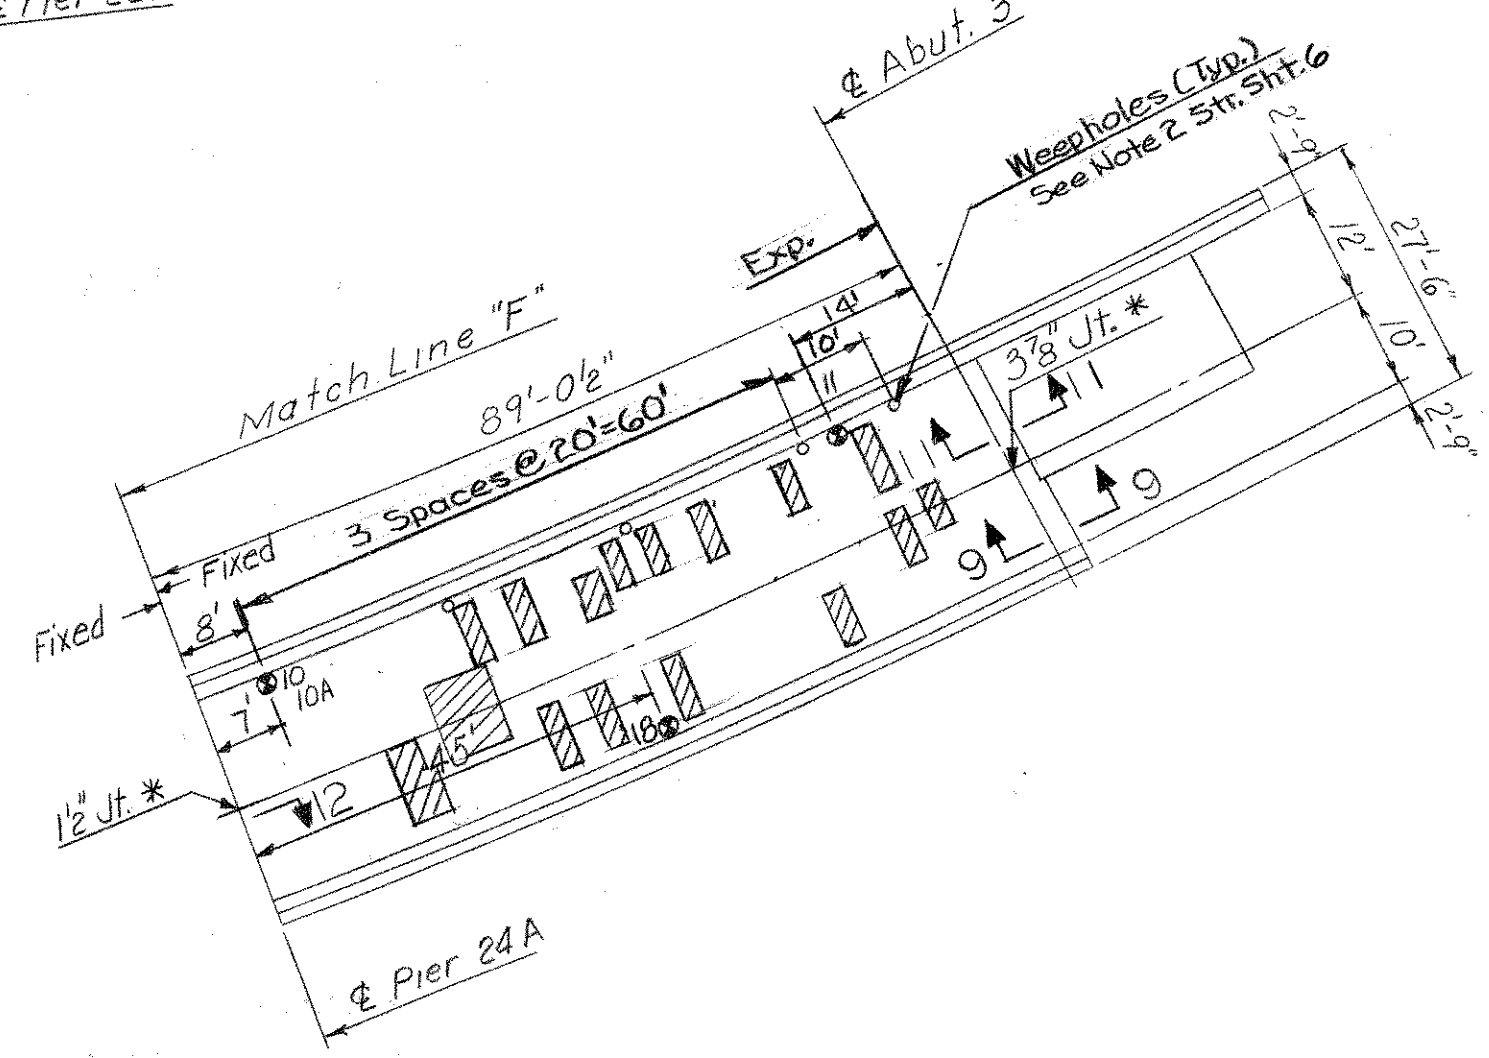 ℄ Pier
℄ Abut. 3
Weepholes (Typ.)
See Note 2 Str. Sht. 6
2'-9"
12'
27'-6"
10'
2'-9"
Exp.
Match Line "F"
89'-0½"
14'
10'
11
3 Spaces @ 20'=60'
3⅞" Jt. *
11
9
9
Fixed
Fixed
8'
10
10A
7'
18
45'
12
1½" Jt. *
℄ Pier 24A